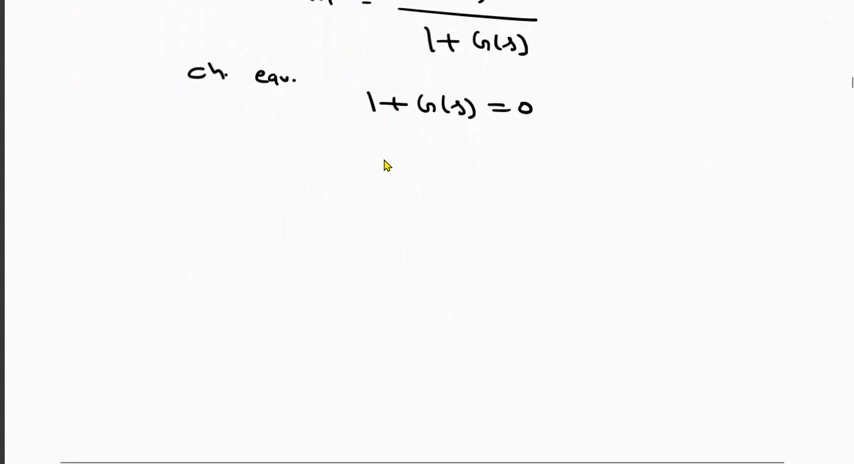 =
1 + G(s)
ch. equ.
1 + G(s) = 0